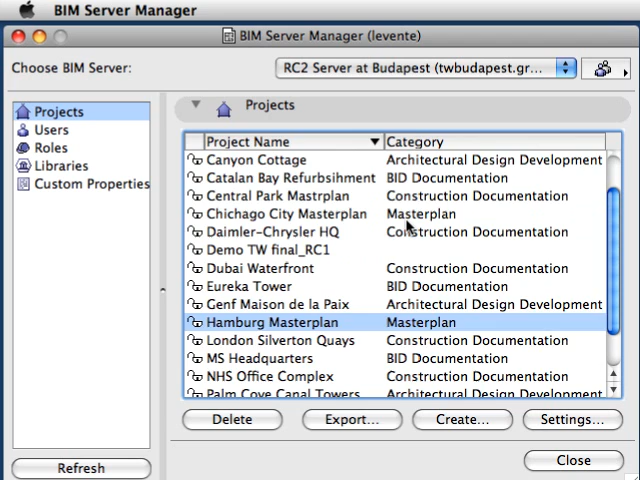 BIM Server Manager
BIM Server Manager (levente)
Choose BIM Server:
RC2 Server at Budapest (twbudapest.gr...
Projects
Users
Roles
Libraries
Custom Properties
Projects
Project Name Category
Canyon Cottage Architectural Design Development
Catalan Bay Refurbsihment BID Documentation
Central Park Mastrplan Construction Documentation
Chichago City Masterplan Masterplan
Daimler-Chrysler HQ Construction Documentation
Demo TW final_RC1
Dubai Waterfront Construction Documentation
Eureka Tower BID Documentation
Genf Maison de la Paix Architectural Design Development
Hamburg Masterplan Masterplan
London Silverton Quays Construction Documentation
MS Headquarters BID Documentation
NHS Office Complex Construction Documentation
Palm Cove Canal Towers Construction Documentation
Delete Export... Create... Settings...
Refresh Close